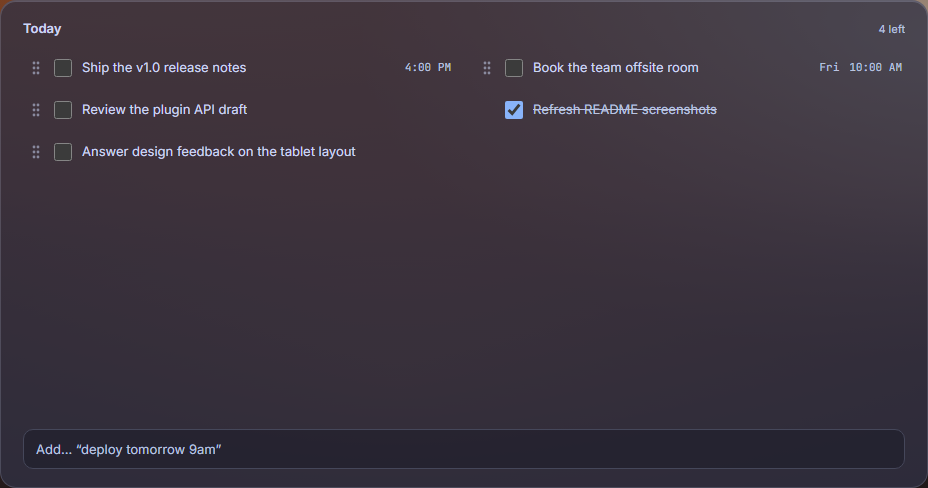 Today
4 left
Ship the v1.0 release notes
4:00 PM
Review the plugin API draft
Answer design feedback on the tablet layout
Book the team offsite room
Fri 10:00 AM
Refresh README screenshots
Add… “deploy tomorrow 9am”